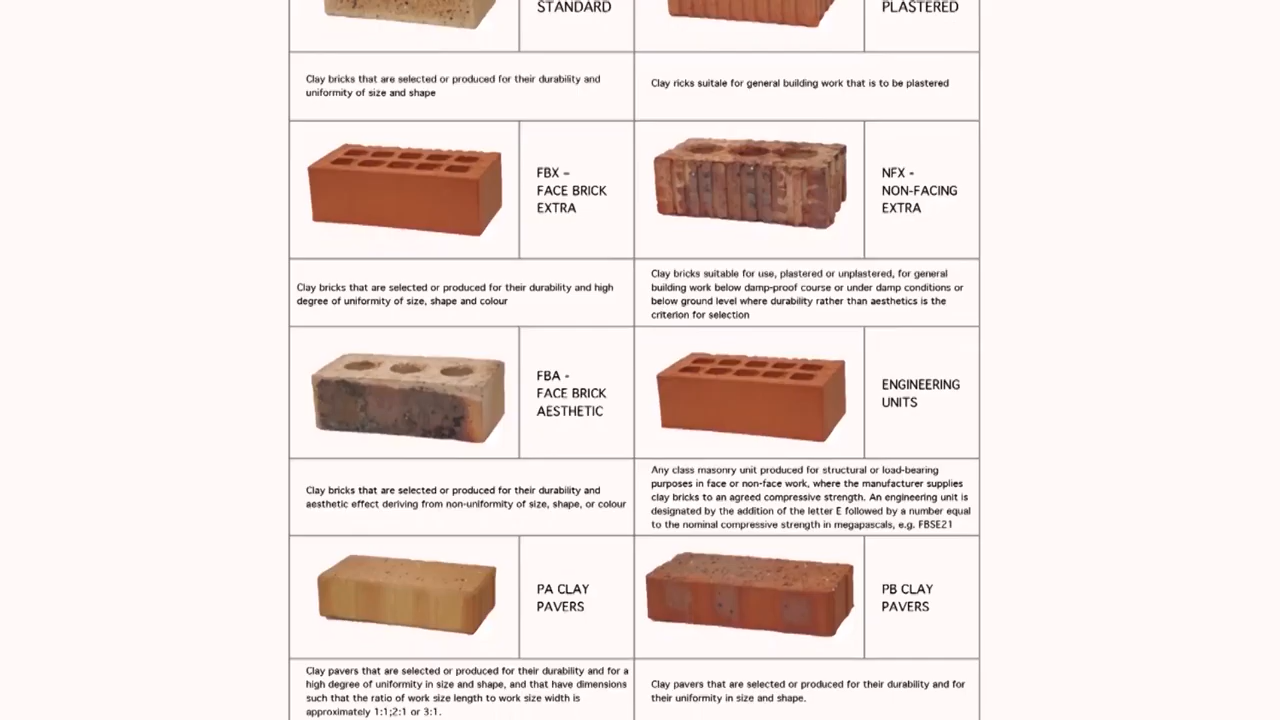 STANDARD
PLASTERED
Clay bricks that are selected or produced for their durability and
uniformity of size and shape
Clay ricks suitale for general building work that is to be plastered
FBX –
FACE BRICK
EXTRA
NFX -
NON-FACING
EXTRA
Clay bricks that are selected or produced for their durability and high
degree of uniformity of size, shape and colour
Clay bricks suitable for use, plastered or unplastered, for general
building work below damp-proof course or under damp conditions or
below ground level where durability rather than aesthetics is the
criterion for selection
FBA -
FACE BRICK
AESTHETIC
ENGINEERING
UNITS
Clay bricks that are selected or produced for their durability and
aesthetic effect deriving from non-uniformity of size, shape, or colour
Any class masonry unit produced for structural or load-bearing
purposes in face or non-face work, where the manufacturer supplies
clay bricks to an agreed compressive strength. An engineering unit is
designated by the addition of the letter E followed by a number equal
to the nominal compressive strength in megapascals, e.g. FBSE21
PA CLAY
PAVERS
PB CLAY
PAVERS
Clay pavers that are selected or produced for their durability and for a
high degree of uniformity in size and shape, and that have dimensions
such that the ratio of work size length to work size width is
approximately 1:1;2:1 or 3:1.
Clay pavers that are selected or produced for their durability and for
their uniformity in size and shape.